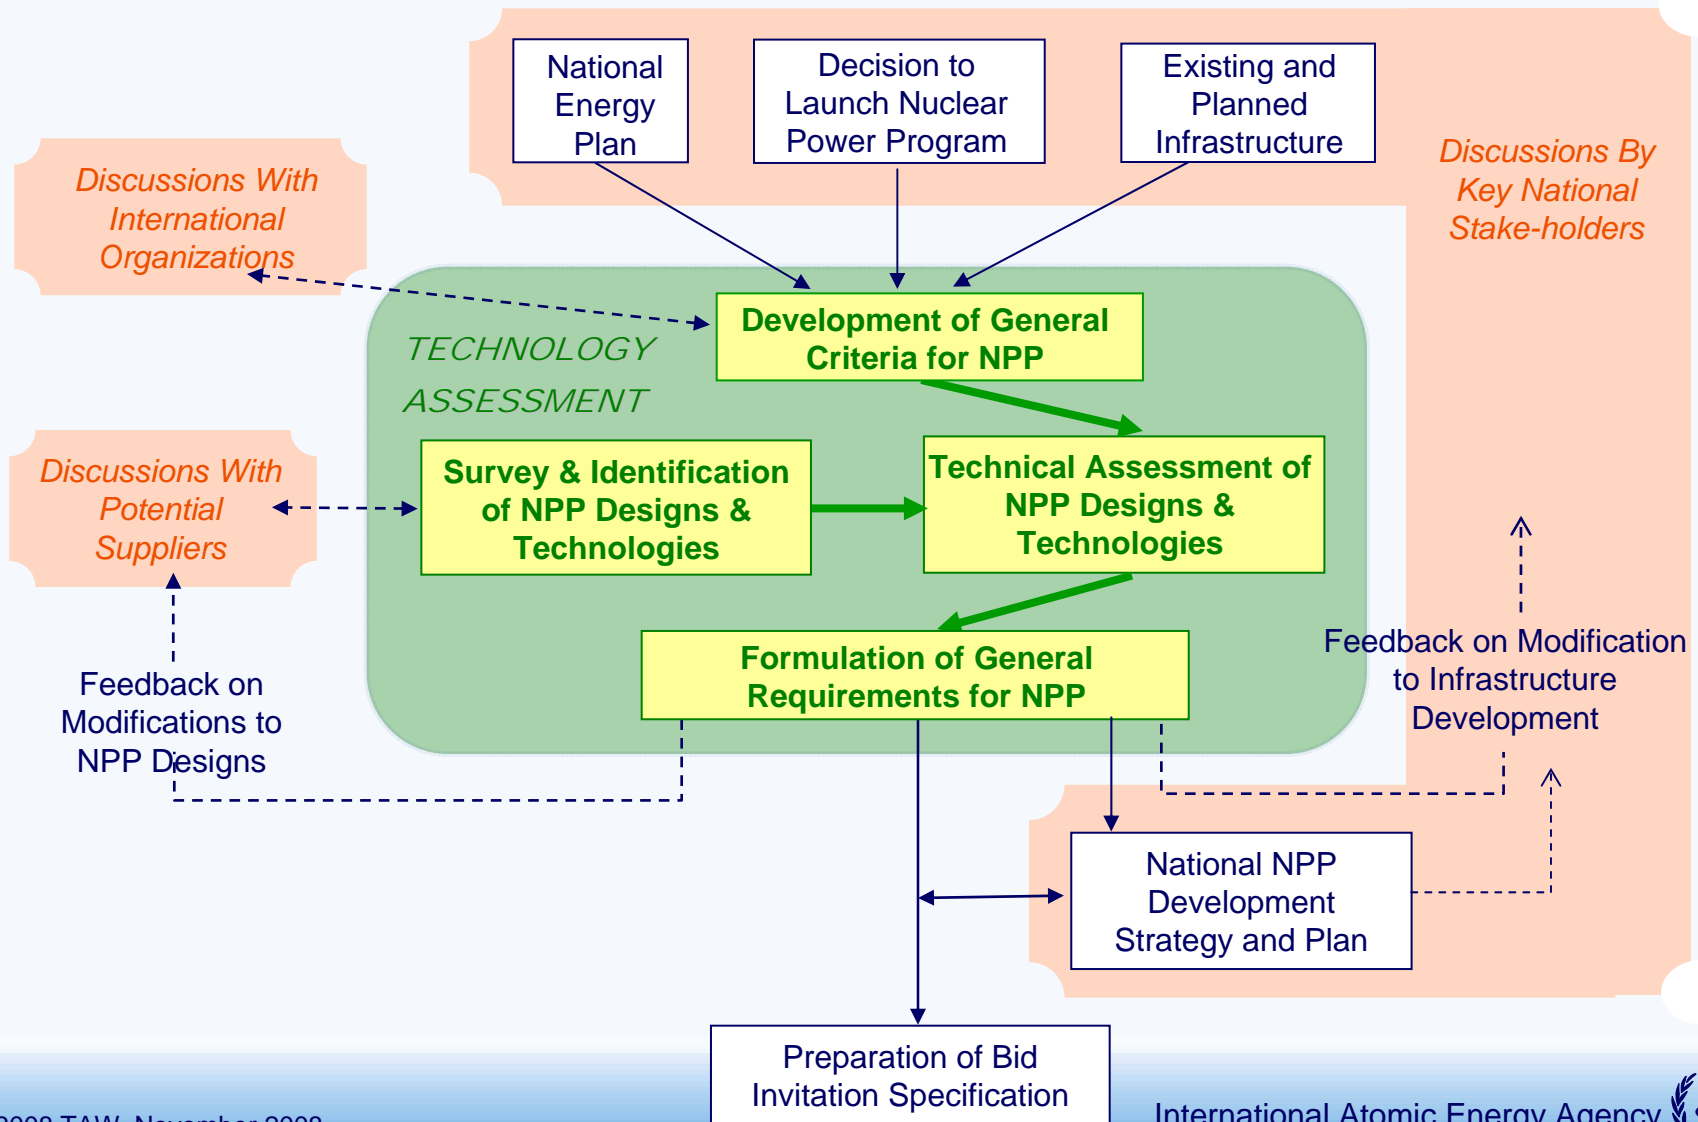 National
Energy
Plan
Decision to
Launch Nuclear
Power Program
Existing and
Planned
Infrastructure
Discussions By
Key National
Stake-holders
Discussions With
International
Organizations
TECHNOLOGY
ASSESSMENT
Development of General
Criteria for NPP
Discussions With
Potential
Suppliers
Survey & Identification
of NPP Designs &
Technologies
Technical Assessment of
NPP Designs &
Technologies
Formulation of General
Requirements for NPP
Feedback on
Modifications to
NPP Designs
Feedback on Modification
to Infrastructure
Development
National NPP
Development
Strategy and Plan
Preparation of Bid
Invitation Specification
2008 TAW, November 2008
International Atomic Energy Agency